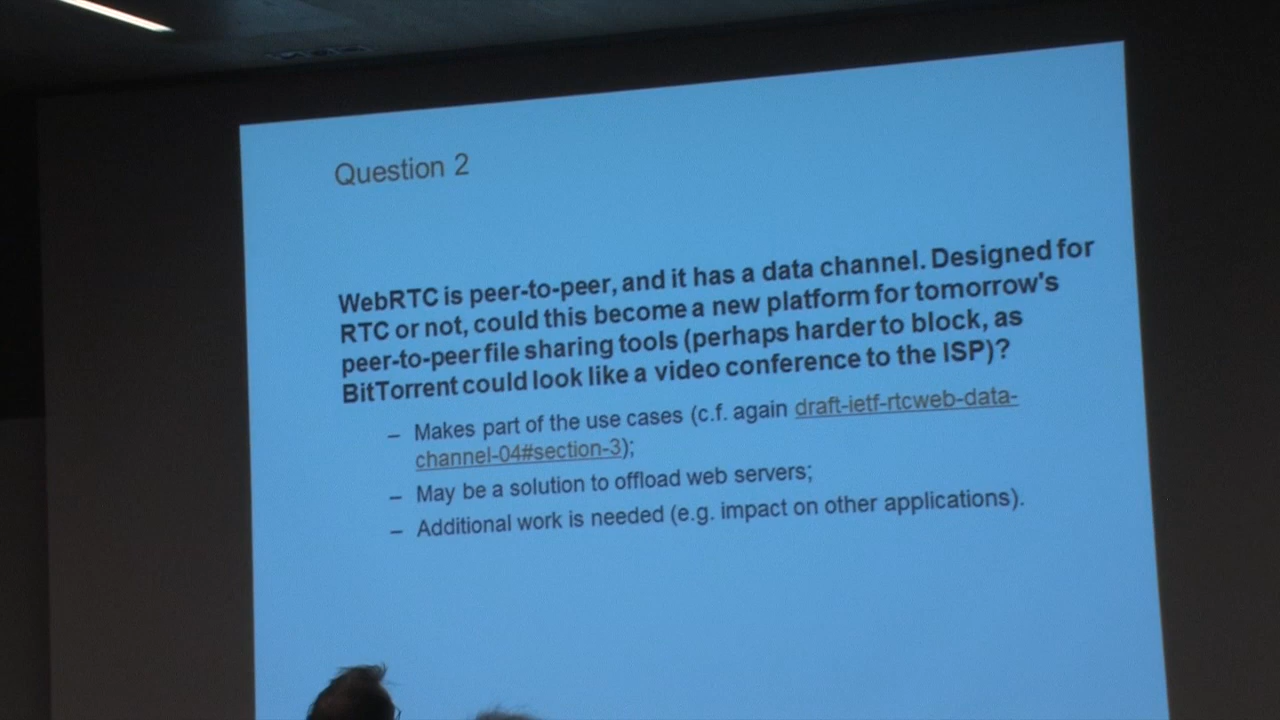 Question 2
WebRTC is peer-to-peer, and it has a data channel. Designed for
RTC or not, could this become a new platform for tomorrow's
peer-to-peer file sharing tools (perhaps harder to block, as
BitTorrent could look like a video conference to the ISP)?
– Makes part of the use cases (c.f. again draft-ietf-rtcweb-data-
channel-04#section-3);
– May be a solution to offload web servers;
– Additional work is needed (e.g. impact on other applications).